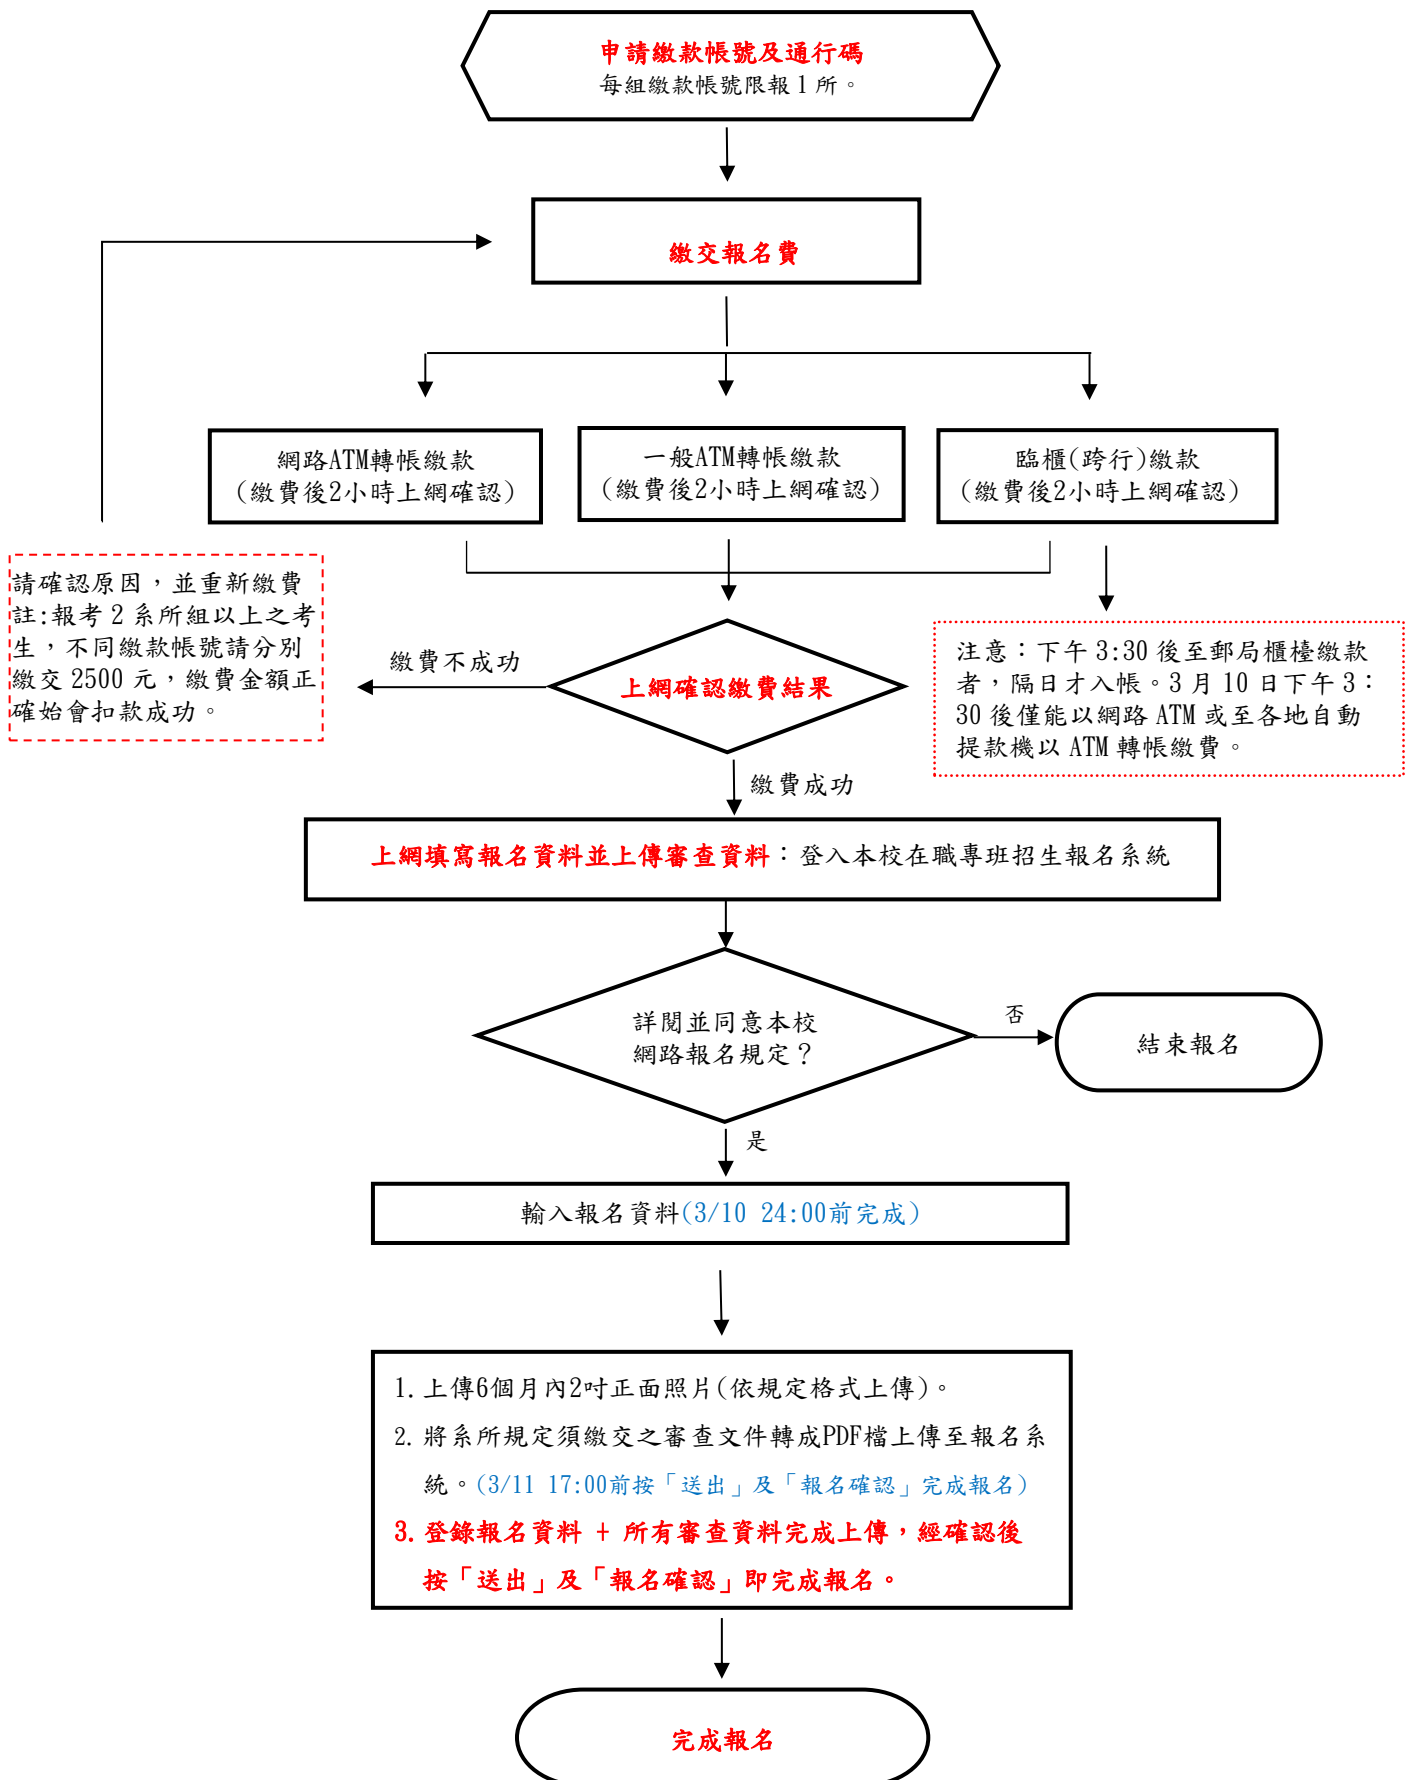 申請繳款帳號及通行碼
每組繳款帳號限報 1 所。
繳交報名費
網路ATM轉帳繳款
(繳費後2小時上網確認)
一般ATM轉帳繳款
(繳費後2小時上網確認)
臨櫃(跨行)繳款
(繳費後2小時上網確認)
請確認原因，並重新繳費
註:報考 2 系所組以上之考
生，不同繳款帳號請分別
繳交 2500 元，繳費金額正
確始會扣款成功。
繳費不成功
上網確認繳費結果
注意：下午 3:30 後至郵局櫃檯繳款
者，隔日才入帳。3 月 10 日下午 3：
30 後僅能以網路 ATM 或至各地自動
提款機以 ATM 轉帳繳費。
繳費成功
上網填寫報名資料並上傳審查資料：登入本校在職專班招生報名系統
詳閱並同意本校
網路報名規定？
否
結束報名
是
輸入報名資料(3/10 24:00前完成)
1. 上傳6個月內2吋正面照片(依規定格式上傳)。
2. 將系所規定須繳交之審查文件轉成PDF檔上傳至報名系
統。(3/11 17:00前按「送出」及「報名確認」完成報名)
3. 登錄報名資料 + 所有審查資料完成上傳，經確認後
按「送出」及「報名確認」即完成報名。
完成報名